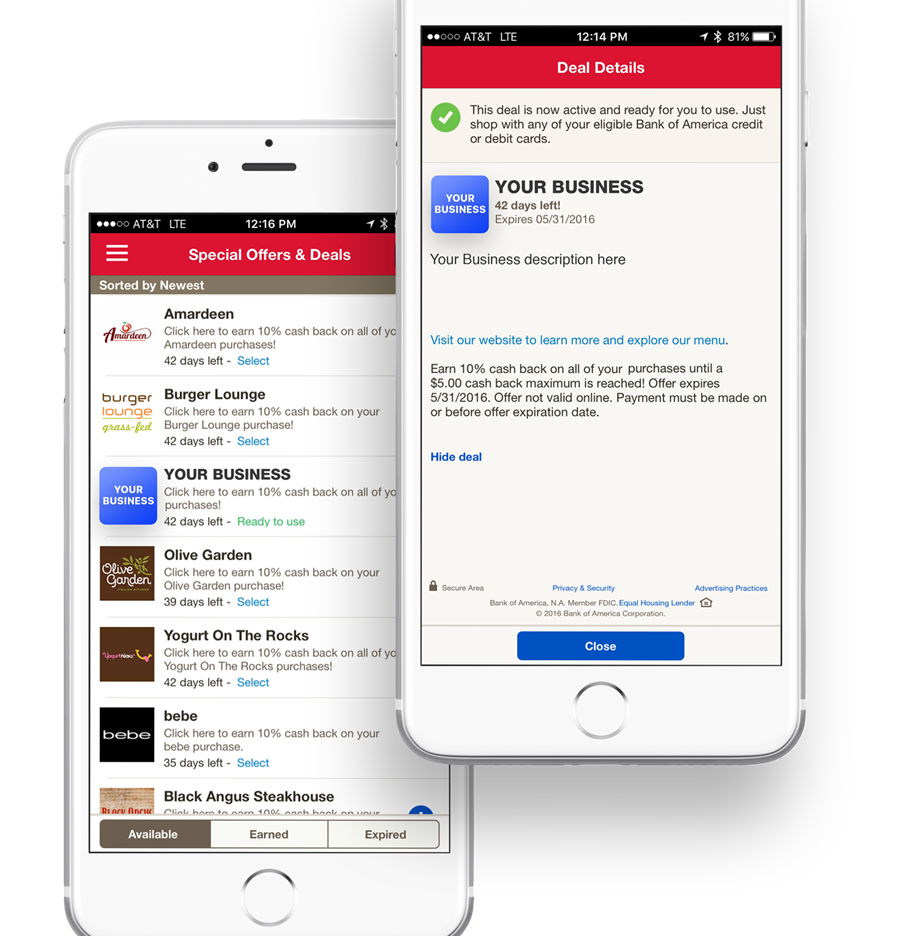 AT&T LTE 12:14 PM 81%
Deal Details
This deal is now active and ready for you to use. Just
shop with any of your eligible Bank of America credit
or debit cards.
YOUR
BUSINESS
YOUR BUSINESS
42 days left!
Expires 05/31/2016
Your Business description here
Visit our website to learn more and explore our menu.
Earn 10% cash back on all of your purchases until a
$5.00 cash back maximum is reached! Offer expires
5/31/2016. Offer not valid online. Payment must be made on
or before offer expiration date.
Hide deal
Secure Area Privacy & Security Advertising Practices
Bank of America, N.A. Member FDIC. Equal Housing Lender
© 2016 Bank of America Corporation.
Close
AT&T LTE 12:16 PM
Special Offers & Deals
Sorted by Newest
Amardeen
Amardeen
Click here to earn 10% cash back on all of yo
Amardeen purchases!
42 days left - Select
burger
lounge
grass-fed
Burger Lounge
Click here to earn 10% cash back on your
Burger Lounge purchase!
42 days left - Select
YOUR
BUSINESS
YOUR BUSINESS
Click here to earn 10% cash back on all of yo
purchases!
42 days left - Ready to use
Olive
Garden
ITALIAN KITCHEN
Olive Garden
Click here to earn 10% cash back on your
Olive Garden purchase!
39 days left - Select
Yogurt On The Rocks
Click here to earn 10% cash back on all of yo
Yogurt On The Rocks purchases!
42 days left - Select
bebe
bebe
Click here to earn 10% cash back on your
bebe purchase.
35 days left - Select
BLACK ANGUS
Black Angus Steakhouse
Click here to earn 10% cash back on your
Available Earned Expired